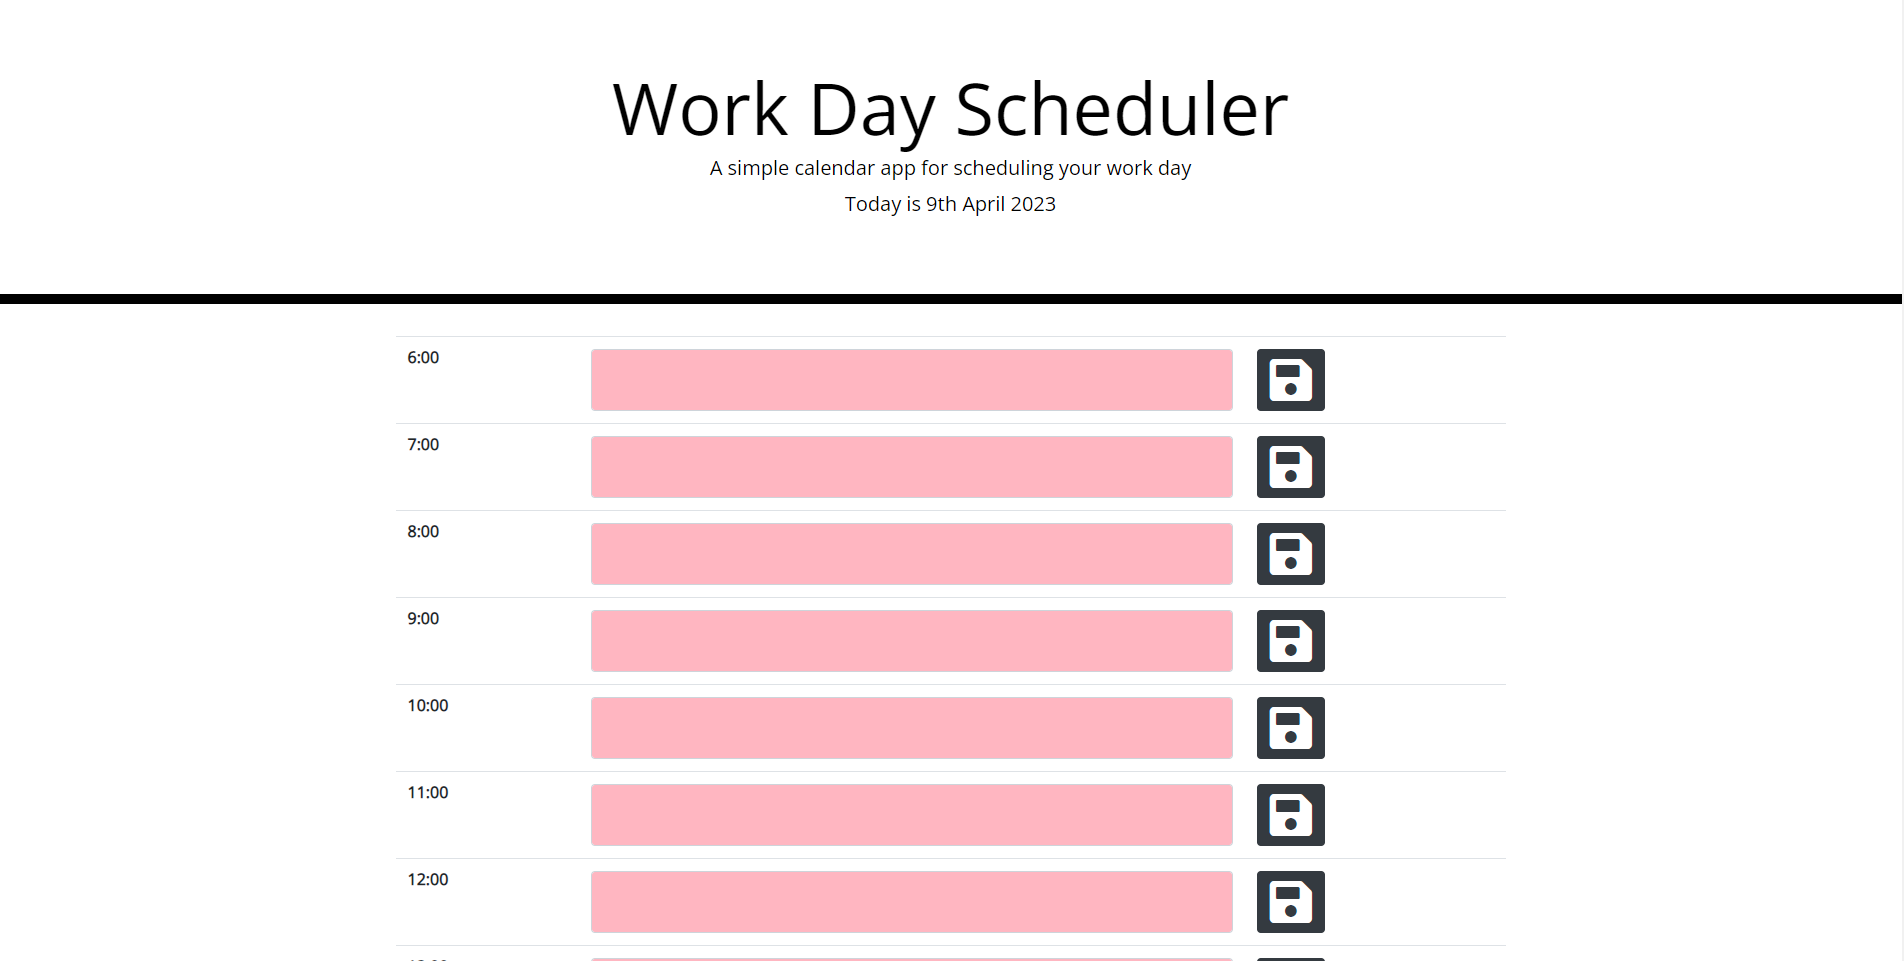 Work Day Scheduler
A simple calendar app for scheduling your work day
Today is 9th April 2023
6:00
7:00
8:00
9:00
10:00
11:00
12:00